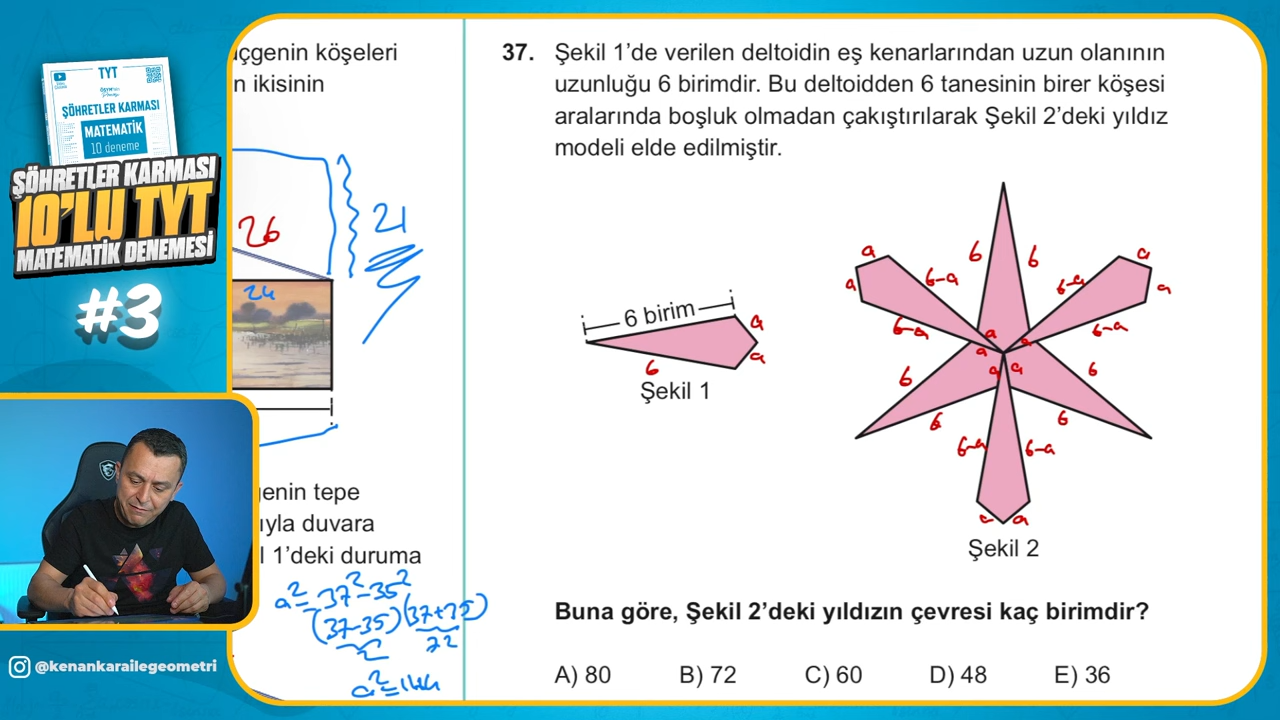 TYT
ŞÖHRETLER KARMASI
MATEMATİK
10 deneme
ŞÖHRETLER KARMASI
10'LU TYT
MATEMATİK DENEMESİ
#3
@kenankarailegeometri
üçgenin köşeleri
n ikisinin
26
21
24
genin tepe
ıyla duvara
l 1'deki duruma
a²=37²-35²
(37-35)(37+35)
2
72
a²=144
37. Şekil 1'de verilen deltoidin eş kenarlarından uzun olanının
uzunluğu 6 birimdir. Bu deltoidden 6 tanesinin birer köşesi
aralarında boşluk olmadan çakıştırılarak Şekil 2'deki yıldız
modeli elde edilmiştir.
6 birim
a
a
6
Şekil 1
6
6
a
a
6-a
6-a
a
a
6-a
6-a
a
a
a
a
a
6
6
6
6
6-a
6-a
a
a
Şekil 2
Buna göre, Şekil 2'deki yıldızın çevresi kaç birimdir?
A) 80 B) 72 C) 60 D) 48 E) 36